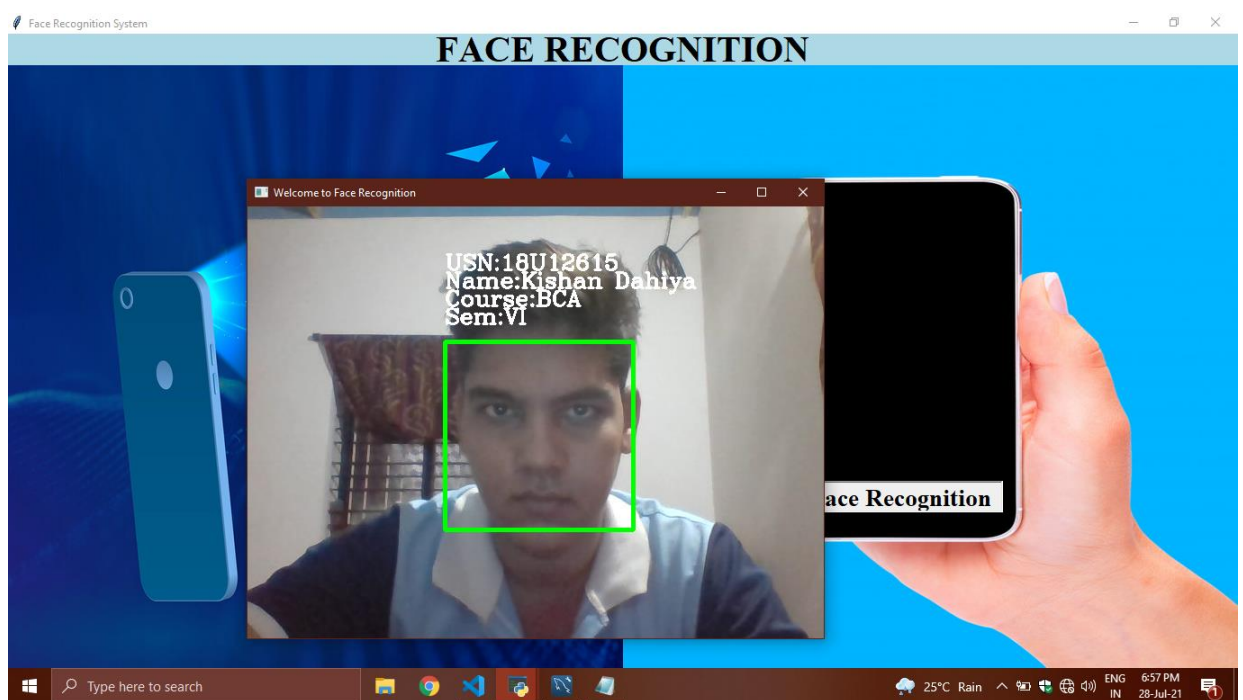 Face Recognition System
FACE RECOGNITION
Welcome to Face Recognition
USN:18U12615
Name:Kishan Dahiya
Course:BCA
Sem:VI
ace Recognition
Type here to search
25°C Rain
ENG
IN
6:57 PM
28-Jul-21
1